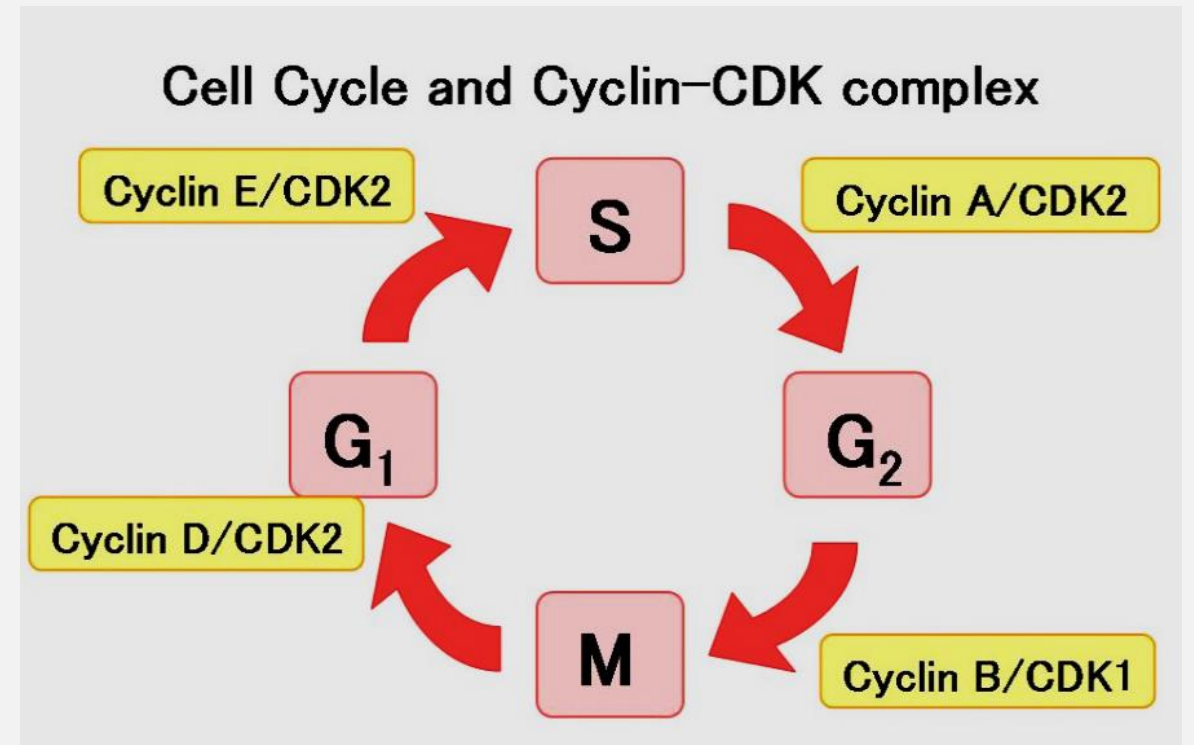 Cell Cycle and Cyclin-CDK complex
Cyclin E/CDK2
S
Cyclin A/CDK2
G₁
G₂
Cyclin D/CDK2
M
Cyclin B/CDK1